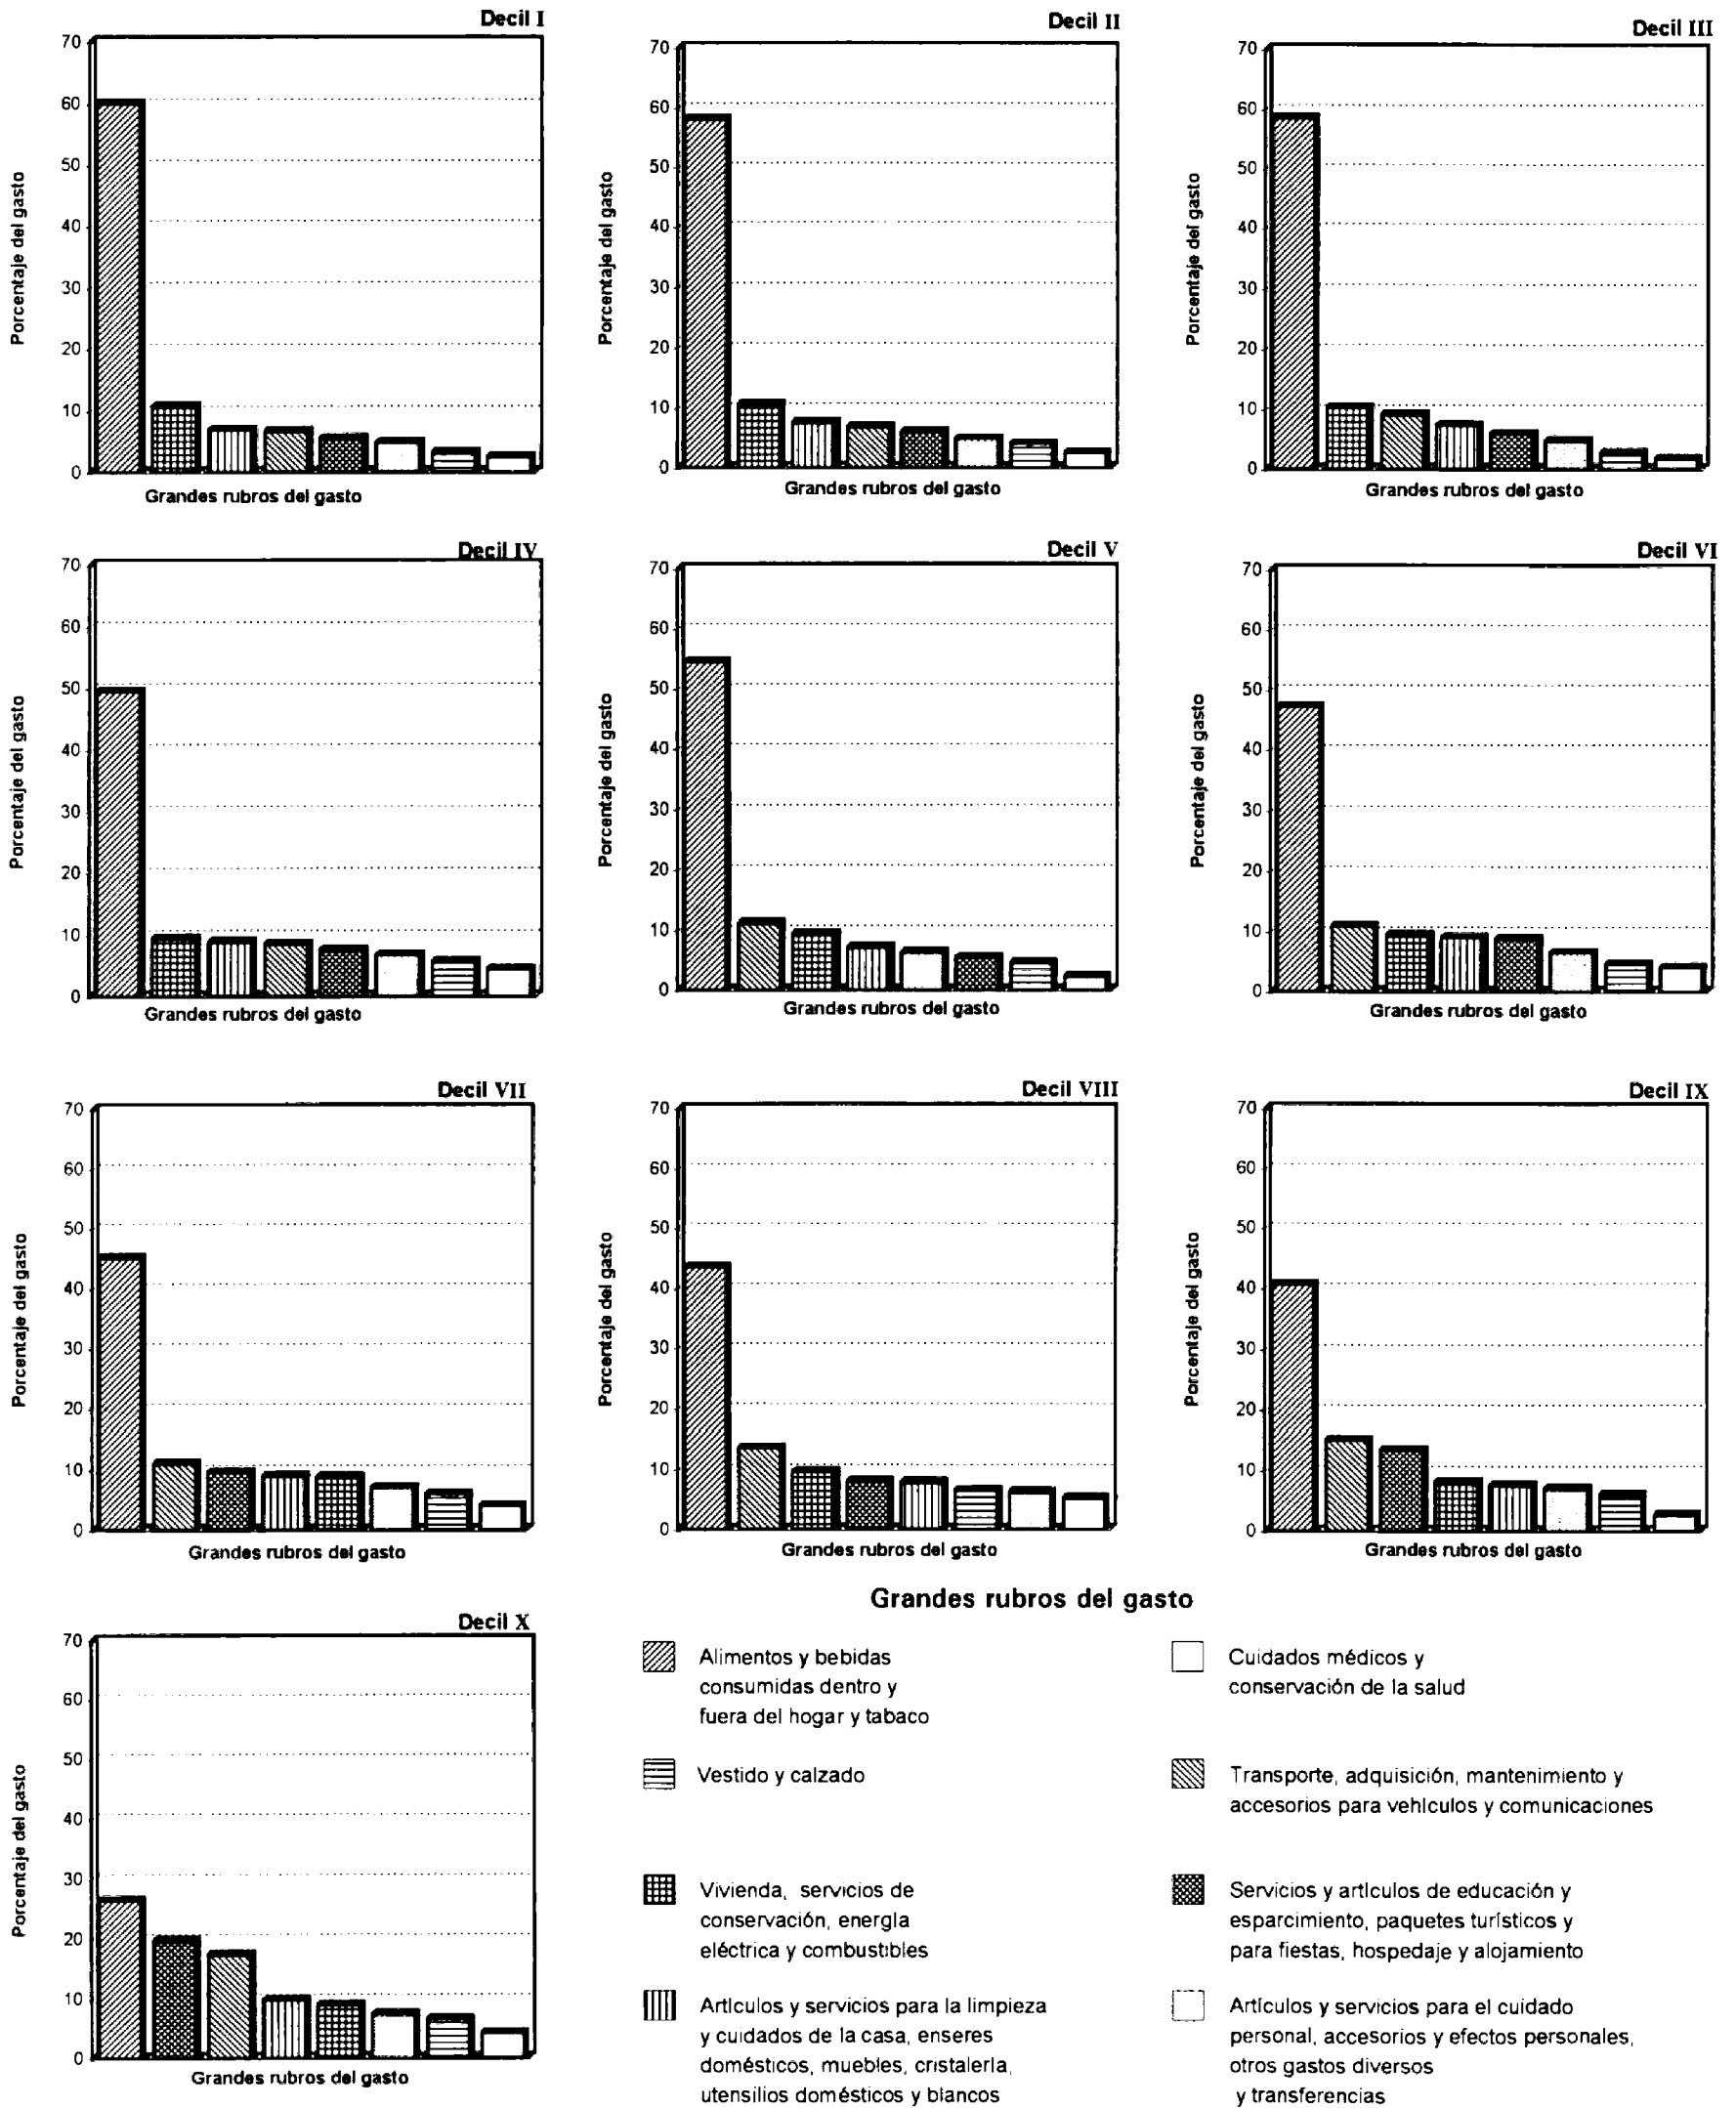 Decil I
70
60
50
40
30
20
10
0
Porcentaje del gasto
Grandes rubros del gasto
Decil II
70
60
50
40
30
20
10
0
Porcentaje del gasto
Grandes rubros del gasto
Decil III
70
60
50
40
30
20
10
0
Porcentaje del gasto
Grandes rubros del gasto
Decil IV
70
60
50
40
30
20
10
0
Porcentaje del gasto
Grandes rubros del gasto
Decil V
70
60
50
40
30
20
10
0
Porcentaje del gasto
Grandes rubros del gasto
Decil VI
70
60
50
40
30
20
10
0
Porcentaje del gasto
Grandes rubros del gasto
Decil VII
70
60
50
40
30
20
10
0
Porcentaje del gasto
Grandes rubros del gasto
Decil VIII
70
60
50
40
30
20
10
0
Porcentaje del gasto
Grandes rubros del gasto
Decil IX
70
60
50
40
30
20
10
0
Porcentaje del gasto
Grandes rubros del gasto
Decil X
70
60
50
40
30
20
10
0
Porcentaje del gasto
Grandes rubros del gasto
Grandes rubros del gasto
Alimentos y bebidas
consumidas dentro y
fuera del hogar y tabaco
Vestido y calzado
Vivienda, servicios de
conservación, energía
eléctrica y combustibles
Artículos y servicios para la limpieza
y cuidados de la casa, enseres
domésticos, muebles, cristalería,
utensilios domésticos y blancos
Cuidados médicos y
conservación de la salud
Transporte, adquisición, mantenimiento y
accesorios para vehículos y comunicaciones
Servicios y artículos de educación y
esparcimiento, paquetes turísticos y
para fiestas, hospedaje y alojamiento
Artículos y servicios para el cuidado
personal, accesorios y efectos personales,
otros gastos diversos
y transferencias